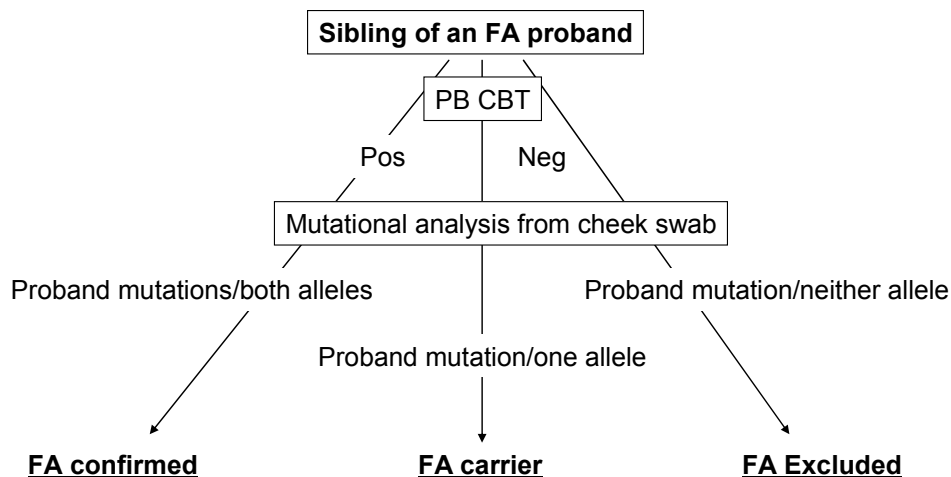 Sibling of an FA proband
PB CBT
Pos
Neg
Mutational analysis from cheek swab
Proband mutations/both alleles
Proband mutation/neither allele
Proband mutation/one allele
FA confirmed
FA carrier
FA Excluded